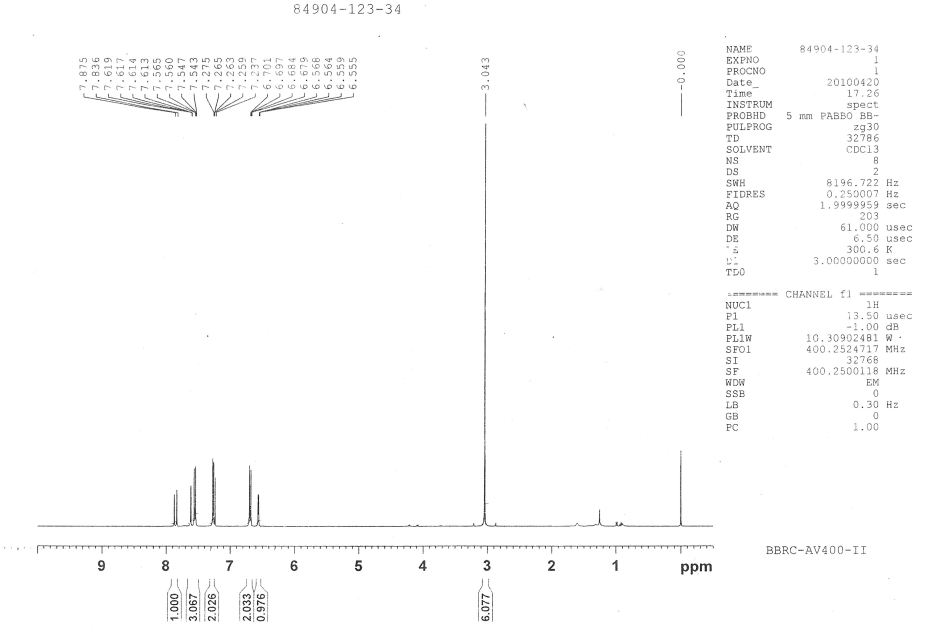 84904-123-34
7.875
7.836
7.619
7.617
7.614
7.613
7.565
7.560
7.547
7.543
7.275
7.265
7.263
7.259
7.237
6.701
6.697
6.684
6.679
6.568
6.564
6.559
6.555
3.043
-0.000
NAME 84904-123-34
EXPNO 1
PROCNO 1
Date_ 20100420
Time 17.26
INSTRUM spect
PROBHD 5 mm PABBO BB-
PULPROG zg30
TD 32786
SOLVENT CDCl3
NS 8
DS 2
SWH 8196.722 Hz
FIDRES 0.250007 Hz
AQ 1.9999959 sec
RG 203
DW 61.000 usec
DE 6.50 usec
300.6 K
3.00000000 sec
TD0 1
======== CHANNEL f1 ========
NUC1 1H
P1 13.50 usec
PL1 -1.00 dB
PL1W 10.30902481 W
SFO1 400.2524717 MHz
SI 32768
SF 400.2500118 MHz
WDW EM
SSB 0
LB 0.30 Hz
GB 0
PC 1.00
BBRC-AV400-II
9 8 7 6 5 4 3 2 1 ppm
1.000
3.067
2.026
2.033
0.976
6.077